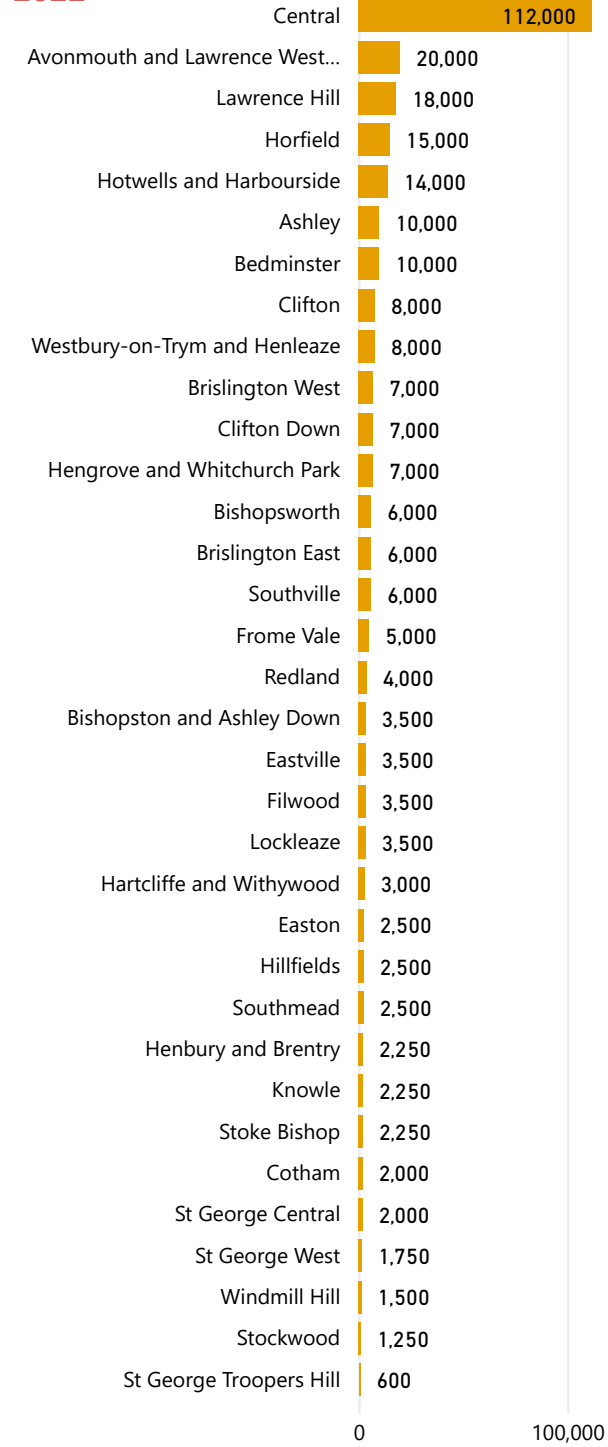 Central 112,000
Avonmouth and Lawrence West... 20,000
Lawrence Hill 18,000
Horfield 15,000
Hotwells and Harbourside 14,000
Ashley 10,000
Bedminster 10,000
Clifton 8,000
Westbury-on-Trym and Henleaze 8,000
Brislington West 7,000
Clifton Down 7,000
Hengrove and Whitchurch Park 7,000
Bishopsworth 6,000
Brislington East 6,000
Southville 6,000
Frome Vale 5,000
Redland 4,000
Bishopston and Ashley Down 3,500
Eastville 3,500
Filwood 3,500
Lockleaze 3,500
Hartcliffe and Withywood 3,000
Easton 2,500
Hillfields 2,500
Southmead 2,500
Henbury and Brentry 2,250
Knowle 2,250
Stoke Bishop 2,250
Cotham 2,000
St George Central 2,000
St George West 1,750
Windmill Hill 1,500
Stockwood 1,250
St George Troopers Hill 600
0 100,000